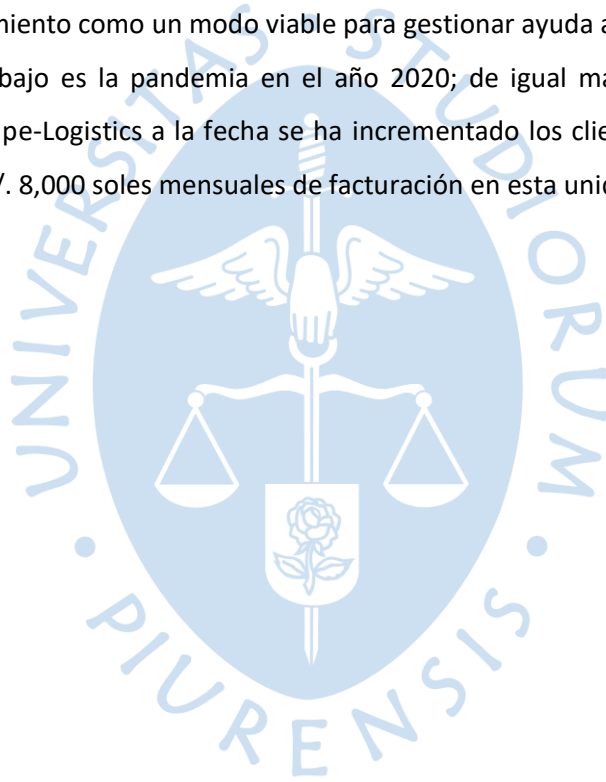 miento como un modo viable para gestionar ayuda a
bajo es la pandemia en el año 2020; de igual ma
pe-Logistics a la fecha se ha incrementado los clie
/. 8,000 soles mensuales de facturación en esta unid
UNIVERSITAS • STUDIORUM • PIURENSIS